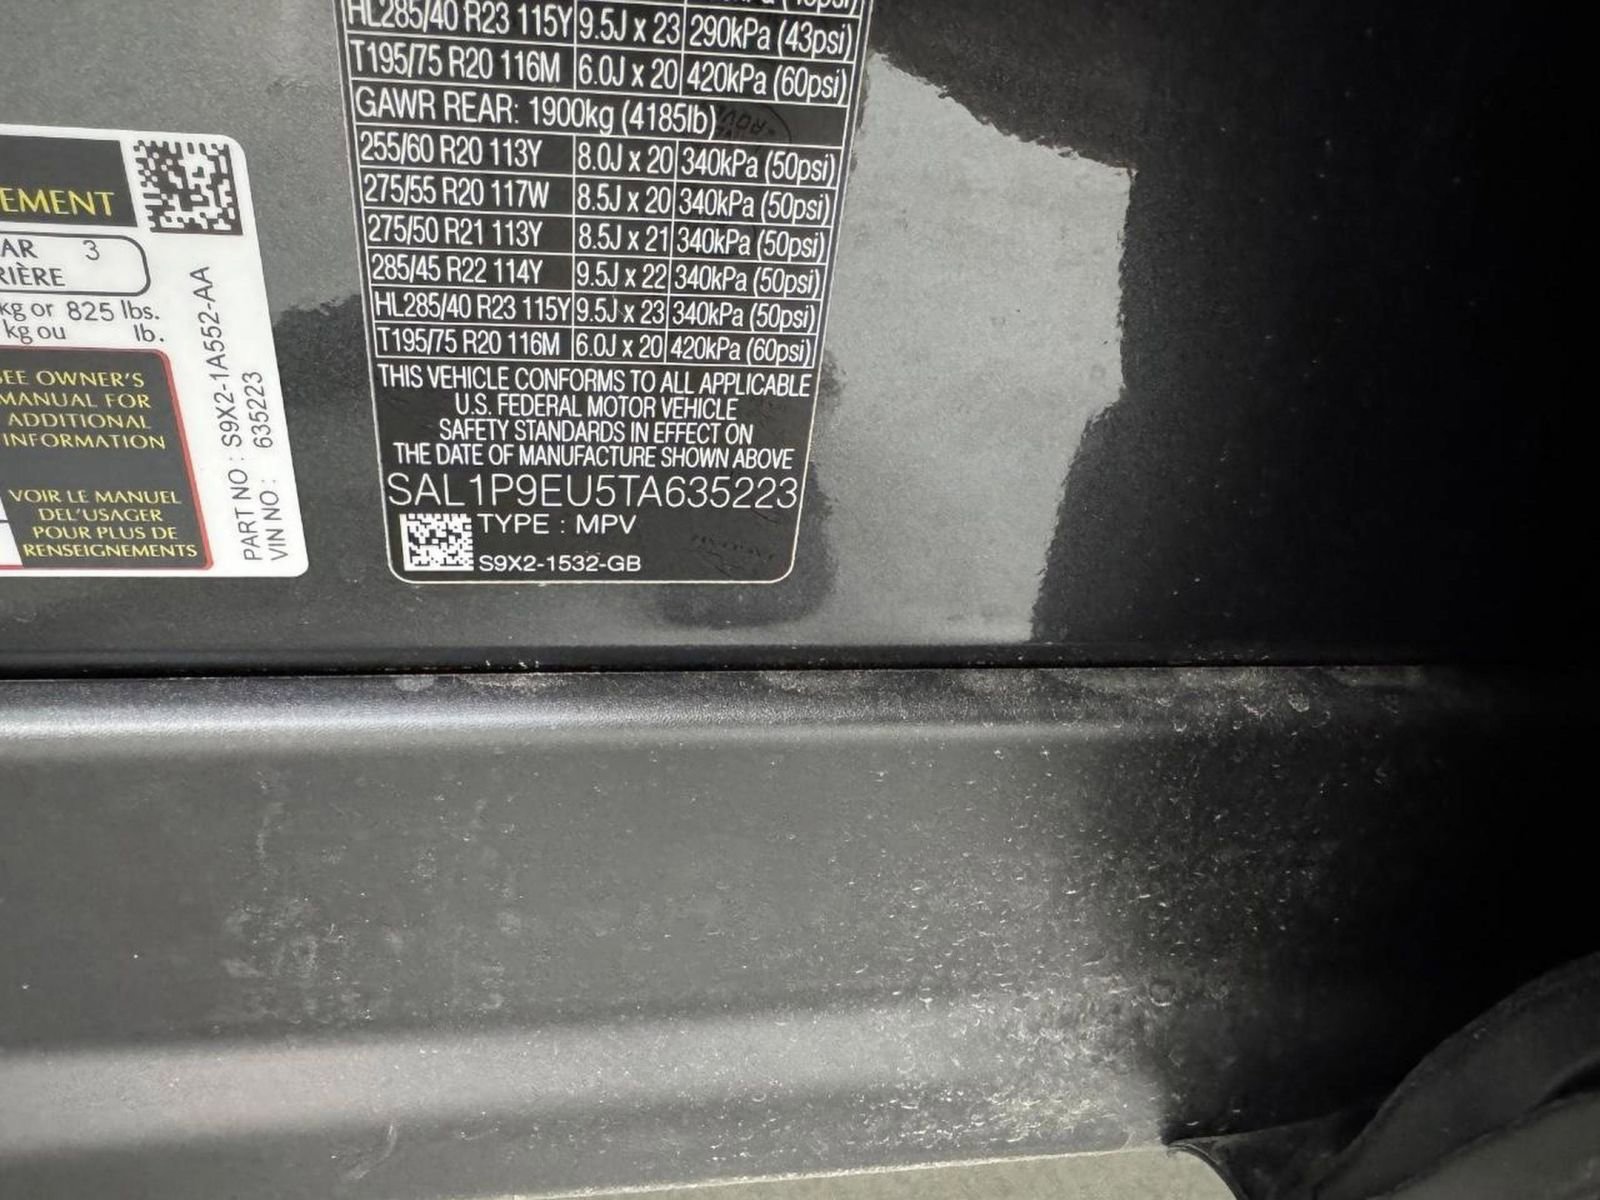 HL285/40 R23 115Y 9.5J x 23 290kPa (43psi)
T195/75 R20 116M 6.0J x 20 420kPa (60psi)
GAWR REAR: 1900kg (4185lb)
255/60 R20 113Y 8.0J x 20 340kPa (50psi)
275/55 R20 117W 8.5J x 20 340kPa (50psi)
275/50 R21 113Y 8.5J x 21 340kPa (50psi)
285/45 R22 114Y 9.5J x 22 340kPa (50psi)
HL285/40 R23 115Y 9.5J x 23 340kPa (50psi)
T195/75 R20 116M 6.0J x 20 420kPa (60psi)
THIS VEHICLE CONFORMS TO ALL APPLICABLE
U.S. FEDERAL MOTOR VEHICLE
SAFETY STANDARDS IN EFFECT ON
THE DATE OF MANUFACTURE SHOWN ABOVE
SAL1P9EU5TA635223
TYPE : MPV
S9X2-1532-GB
EMENT
AR 3
RIÈRE
kg or 825 lbs.
kg ou lb.
SEE OWNER'S
MANUAL FOR
ADDITIONAL
INFORMATION
VOIR LE MANUEL
DEL'USAGER
POUR PLUS DE
RENSEIGNEMENTS
PART NO : S9X2-1A552-AA
VIN NO : 635223